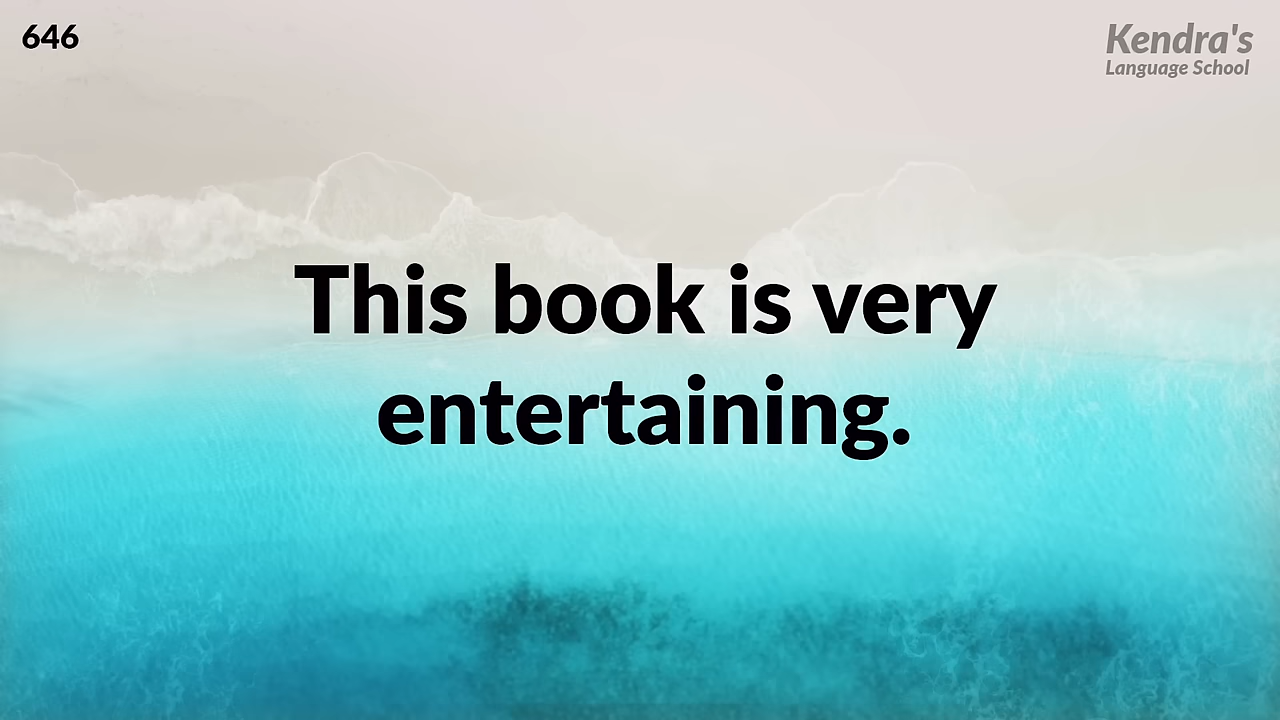 646
Kendra's
Language School
This book is very
entertaining.